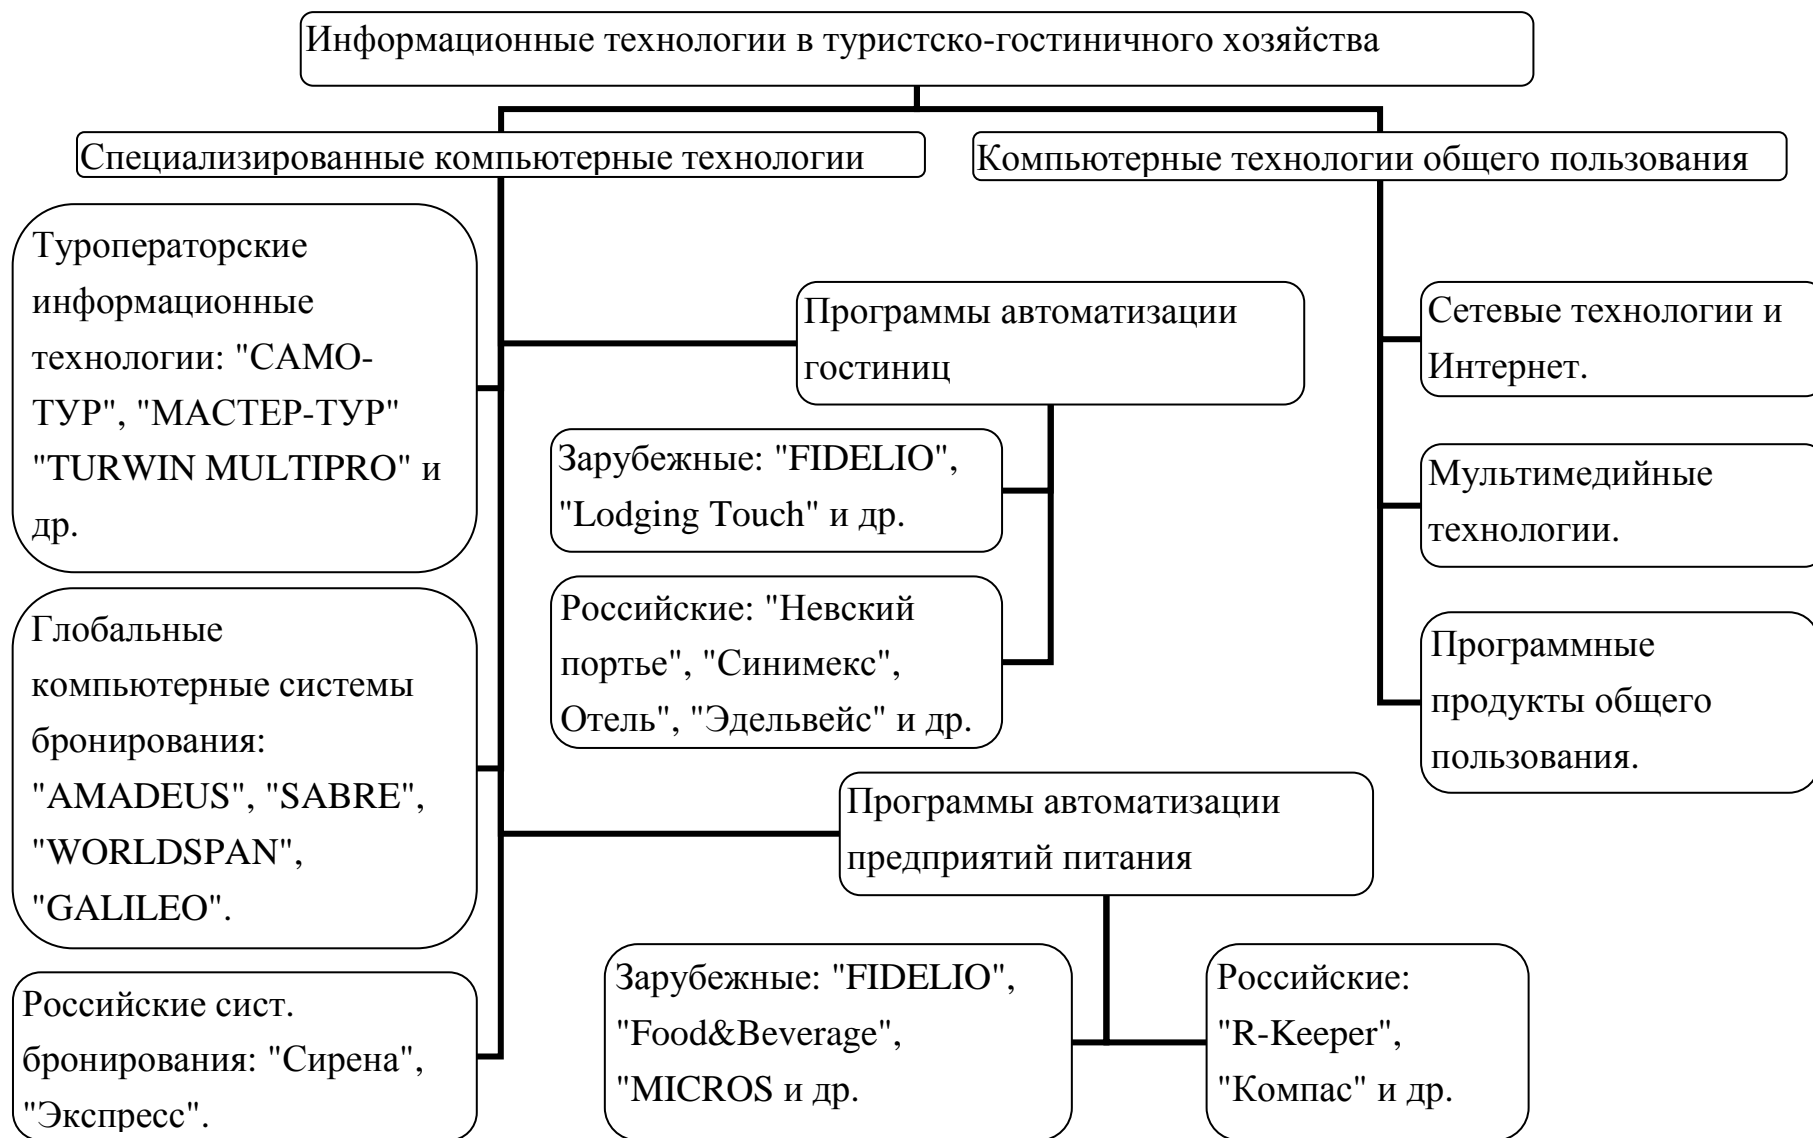 Информационные технологии в туристско-гостиничного хозяйства
Специализированные компьютерные технологии
Компьютерные технологии общего пользования
Туроператорские
информационные
технологии: "САМО-
ТУР", "МАСТЕР-ТУР"
"TURWIN MULTIPRO" и
др.
Программы автоматизации
гостиниц
Сетевые технологии и
Интернет.
Зарубежные: "FIDELIO",
"Lodging Touch" и др.
Мультимедийные
технологии.
Российские: "Невский
портье", "Синимекс",
Отель", "Эдельвейс" и др.
Программные
продукты общего
пользования.
Глобальные
компьютерные системы
бронирования:
"AMADEUS", "SABRE",
"WORLDSPAN",
"GALILEO".
Программы автоматизации
предприятий питания
Российские сист.
бронирования: "Сирена",
"Экспресс".
Зарубежные: "FIDELIO",
"Food&Beverage",
"MICROS и др.
Российские:
"R-Keeper",
"Компас" и др.